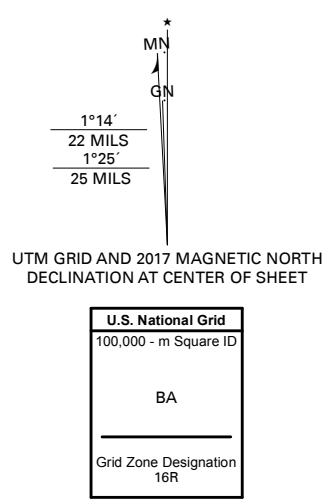 MN
GN
1°14´
22 MILS
1°25´
25 MILS
UTM GRID AND 2017 MAGNETIC NORTH
DECLINATION AT CENTER OF SHEET
U.S. National Grid
100,000 - m Square ID
BA
Grid Zone Designation
16R